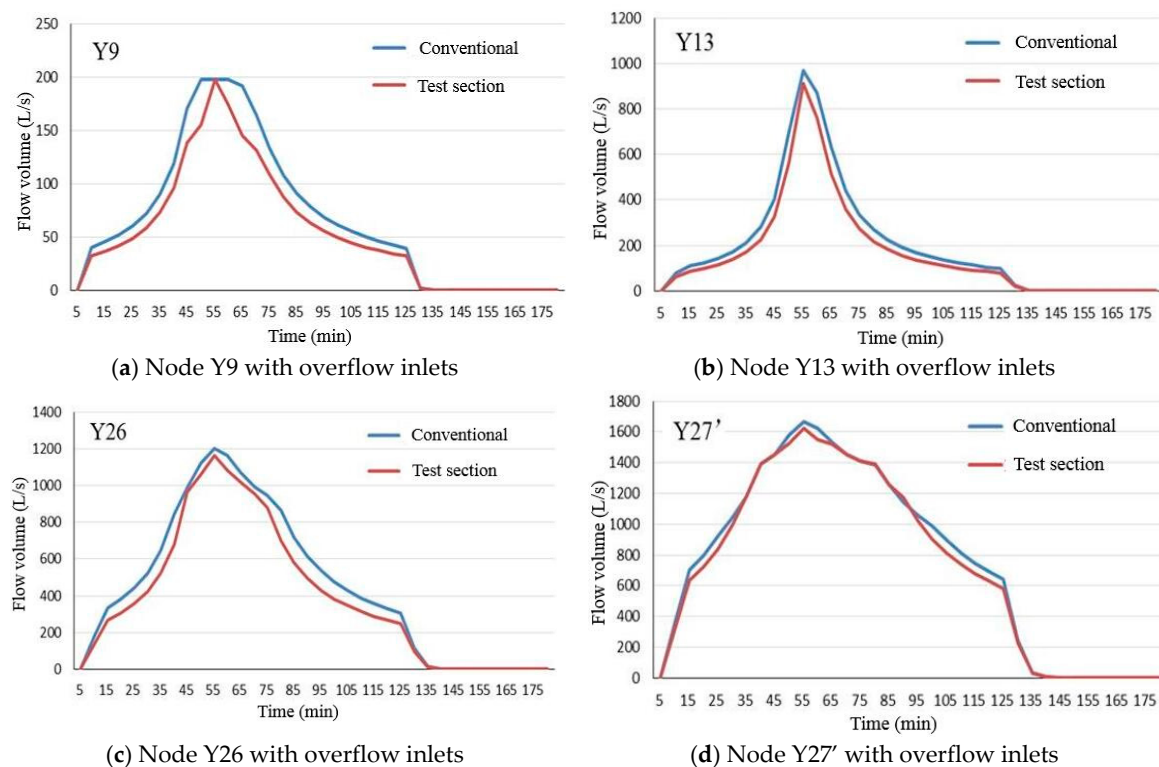 250
200
150
100
50
0
Flow volume (L/s)
Y9
Conventional
Test section
5 15 25 35 45 55 65 75 85 95 105 115 125 135 145 155 165 175
Time (min)
(a) Node Y9 with overflow inlets
1200
1000
800
600
400
200
0
Flow volume (L/s)
Y13
Conventional
Test section
5 15 25 35 45 55 65 75 85 95 105 115 125 135 145 155 165 175
Time (min)
(b) Node Y13 with overflow inlets
1400
1200
1000
800
600
400
200
0
Flow volume (L/s)
Y26
Conventional
Test section
5 15 25 35 45 55 65 75 85 95 105 115 125 135 145 155 165 175
Time (min)
(c) Node Y26 with overflow inlets
1800
1600
1400
1200
1000
800
600
400
200
0
Flow volume (L/s)
Y27’
Conventional
Test section
5 15 25 35 45 55 65 75 85 95 105 115 125 135 145 155 165 175
Time (min)
(d) Node Y27′ with overflow inlets